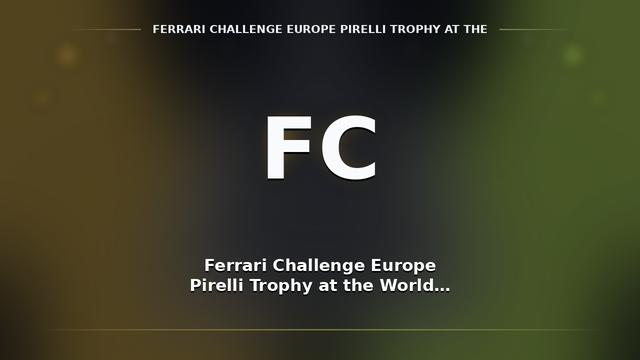 FERRARI CHALLENGE EUROPE PIRELLI TROPHY AT THE
FC
Ferrari Challenge Europe
Pirelli Trophy at the World...